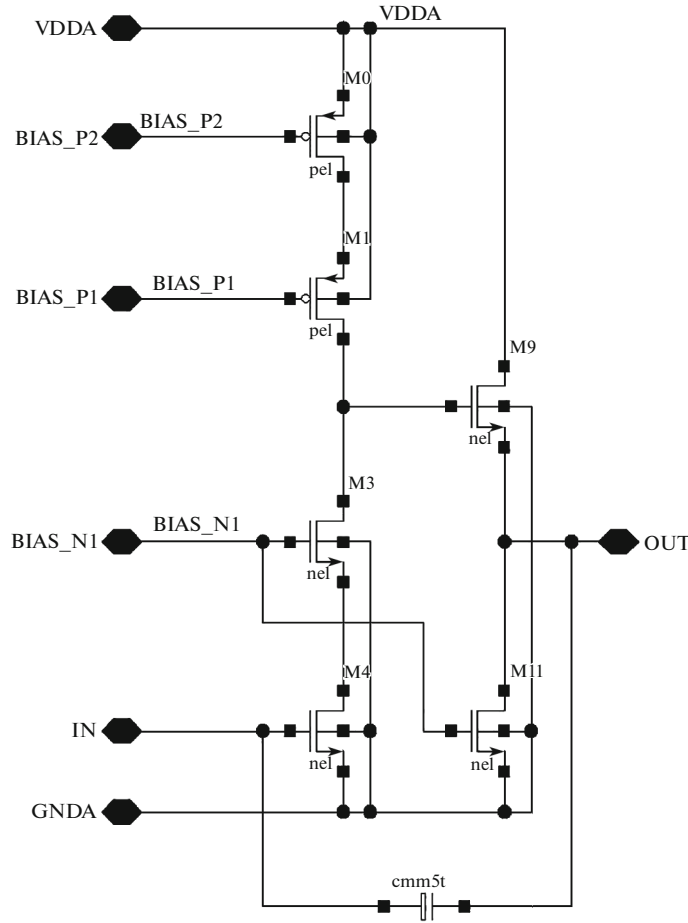 VDDA
VDDA
M0
BIAS_P2
BIAS_P2
pel
M1
BIAS_P1
BIAS_P1
pel
M9
nel
M3
BIAS_N1
BIAS_N1
OUT
nel
M4
M11
IN
nel
nel
GNDA
cmm5t